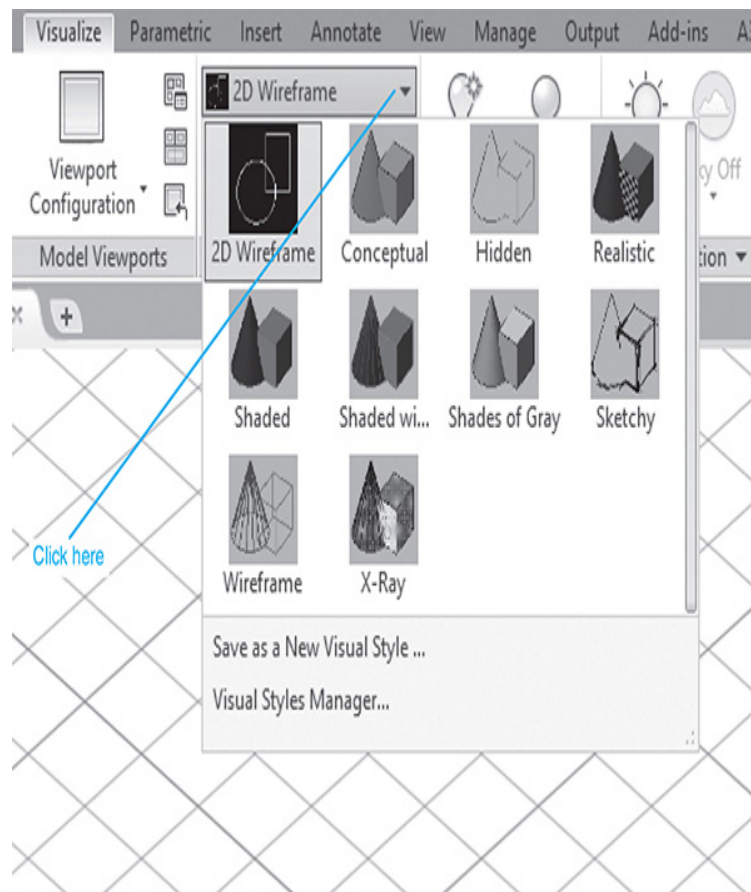 Visualize Parametric Insert Annotate View Manage Output Add-ins
2D Wireframe
Viewport
Configuration
Off
Model Viewports
2D Wireframe Conceptual Hidden Realistic
Shaded Shaded wi... Shades of Gray Sketchy
Click here
Wireframe X-Ray
Save as a New Visual Style ...
Visual Styles Manager...